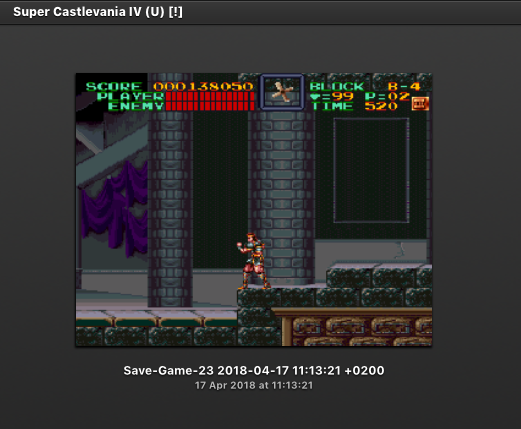 Super Castlevania IV (U) [!]
SCORE 000138050 BLOCK 8-4
PLAYER ♥=99 P=02
ENEMY TIME 520
Save-Game-23 2018-04-17 11:13:21 +0200
17 Apr 2018 at 11:13:21